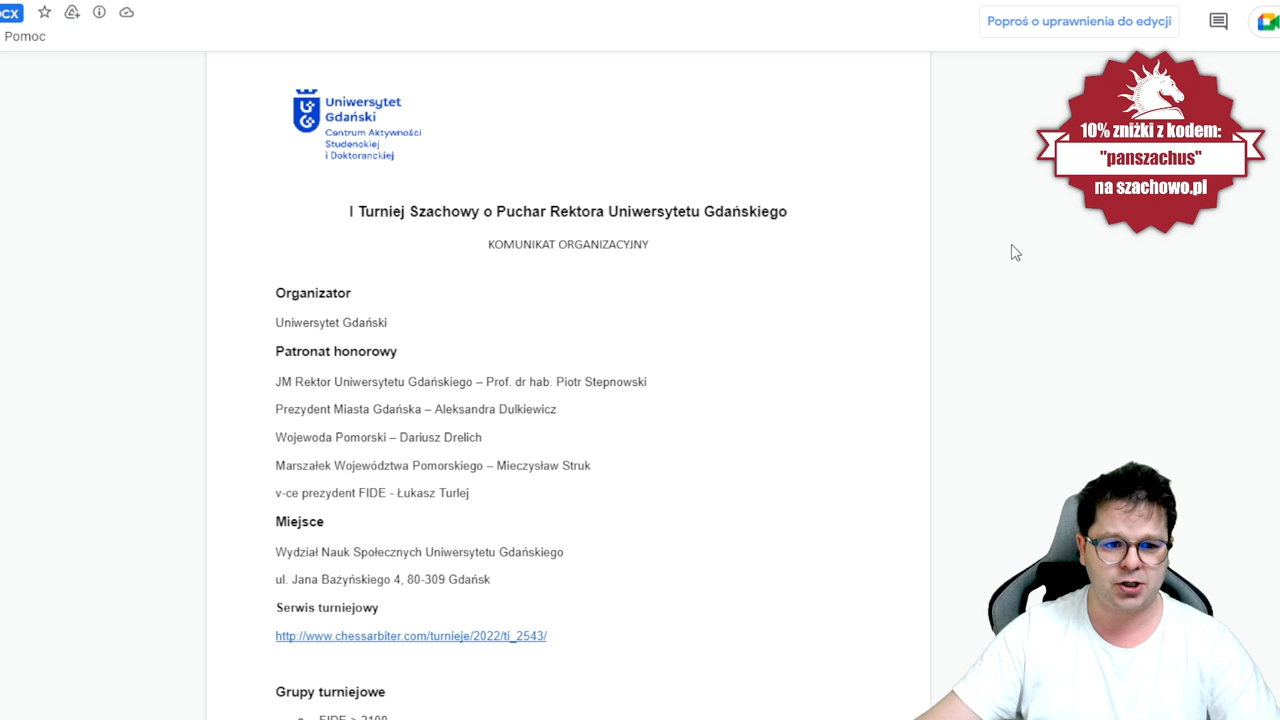 CX
Pomoc
Poproś o uprawnienia do edycji
Uniwersytet
Gdański
Centrum Aktywności
Studenckiej
i Doktoranckiej
10% zniżki z kodem:
"panszachus"
na szachowo.pl
I Turniej Szachowy o Puchar Rektora Uniwersytetu Gdańskiego
KOMUNIKAT ORGANIZACYJNY
Organizator
Uniwersytet Gdański
Patronat honorowy
JM Rektor Uniwersytetu Gdańskiego – Prof. dr hab. Piotr Stepnowski
Prezydent Miasta Gdańska – Aleksandra Dulkiewicz
Wojewoda Pomorski – Dariusz Drelich
Marszałek Województwa Pomorskiego – Mieczysław Struk
v-ce prezydent FIDE - Łukasz Turlej
Miejsce
Wydział Nauk Społecznych Uniwersytetu Gdańskiego
ul. Jana Bażyńskiego 4, 80-309 Gdańsk
Serwis turniejowy
http://www.chessarbiter.com/turnieje/2022/ti_2543/
Grupy turniejowe
FIDE > 2100